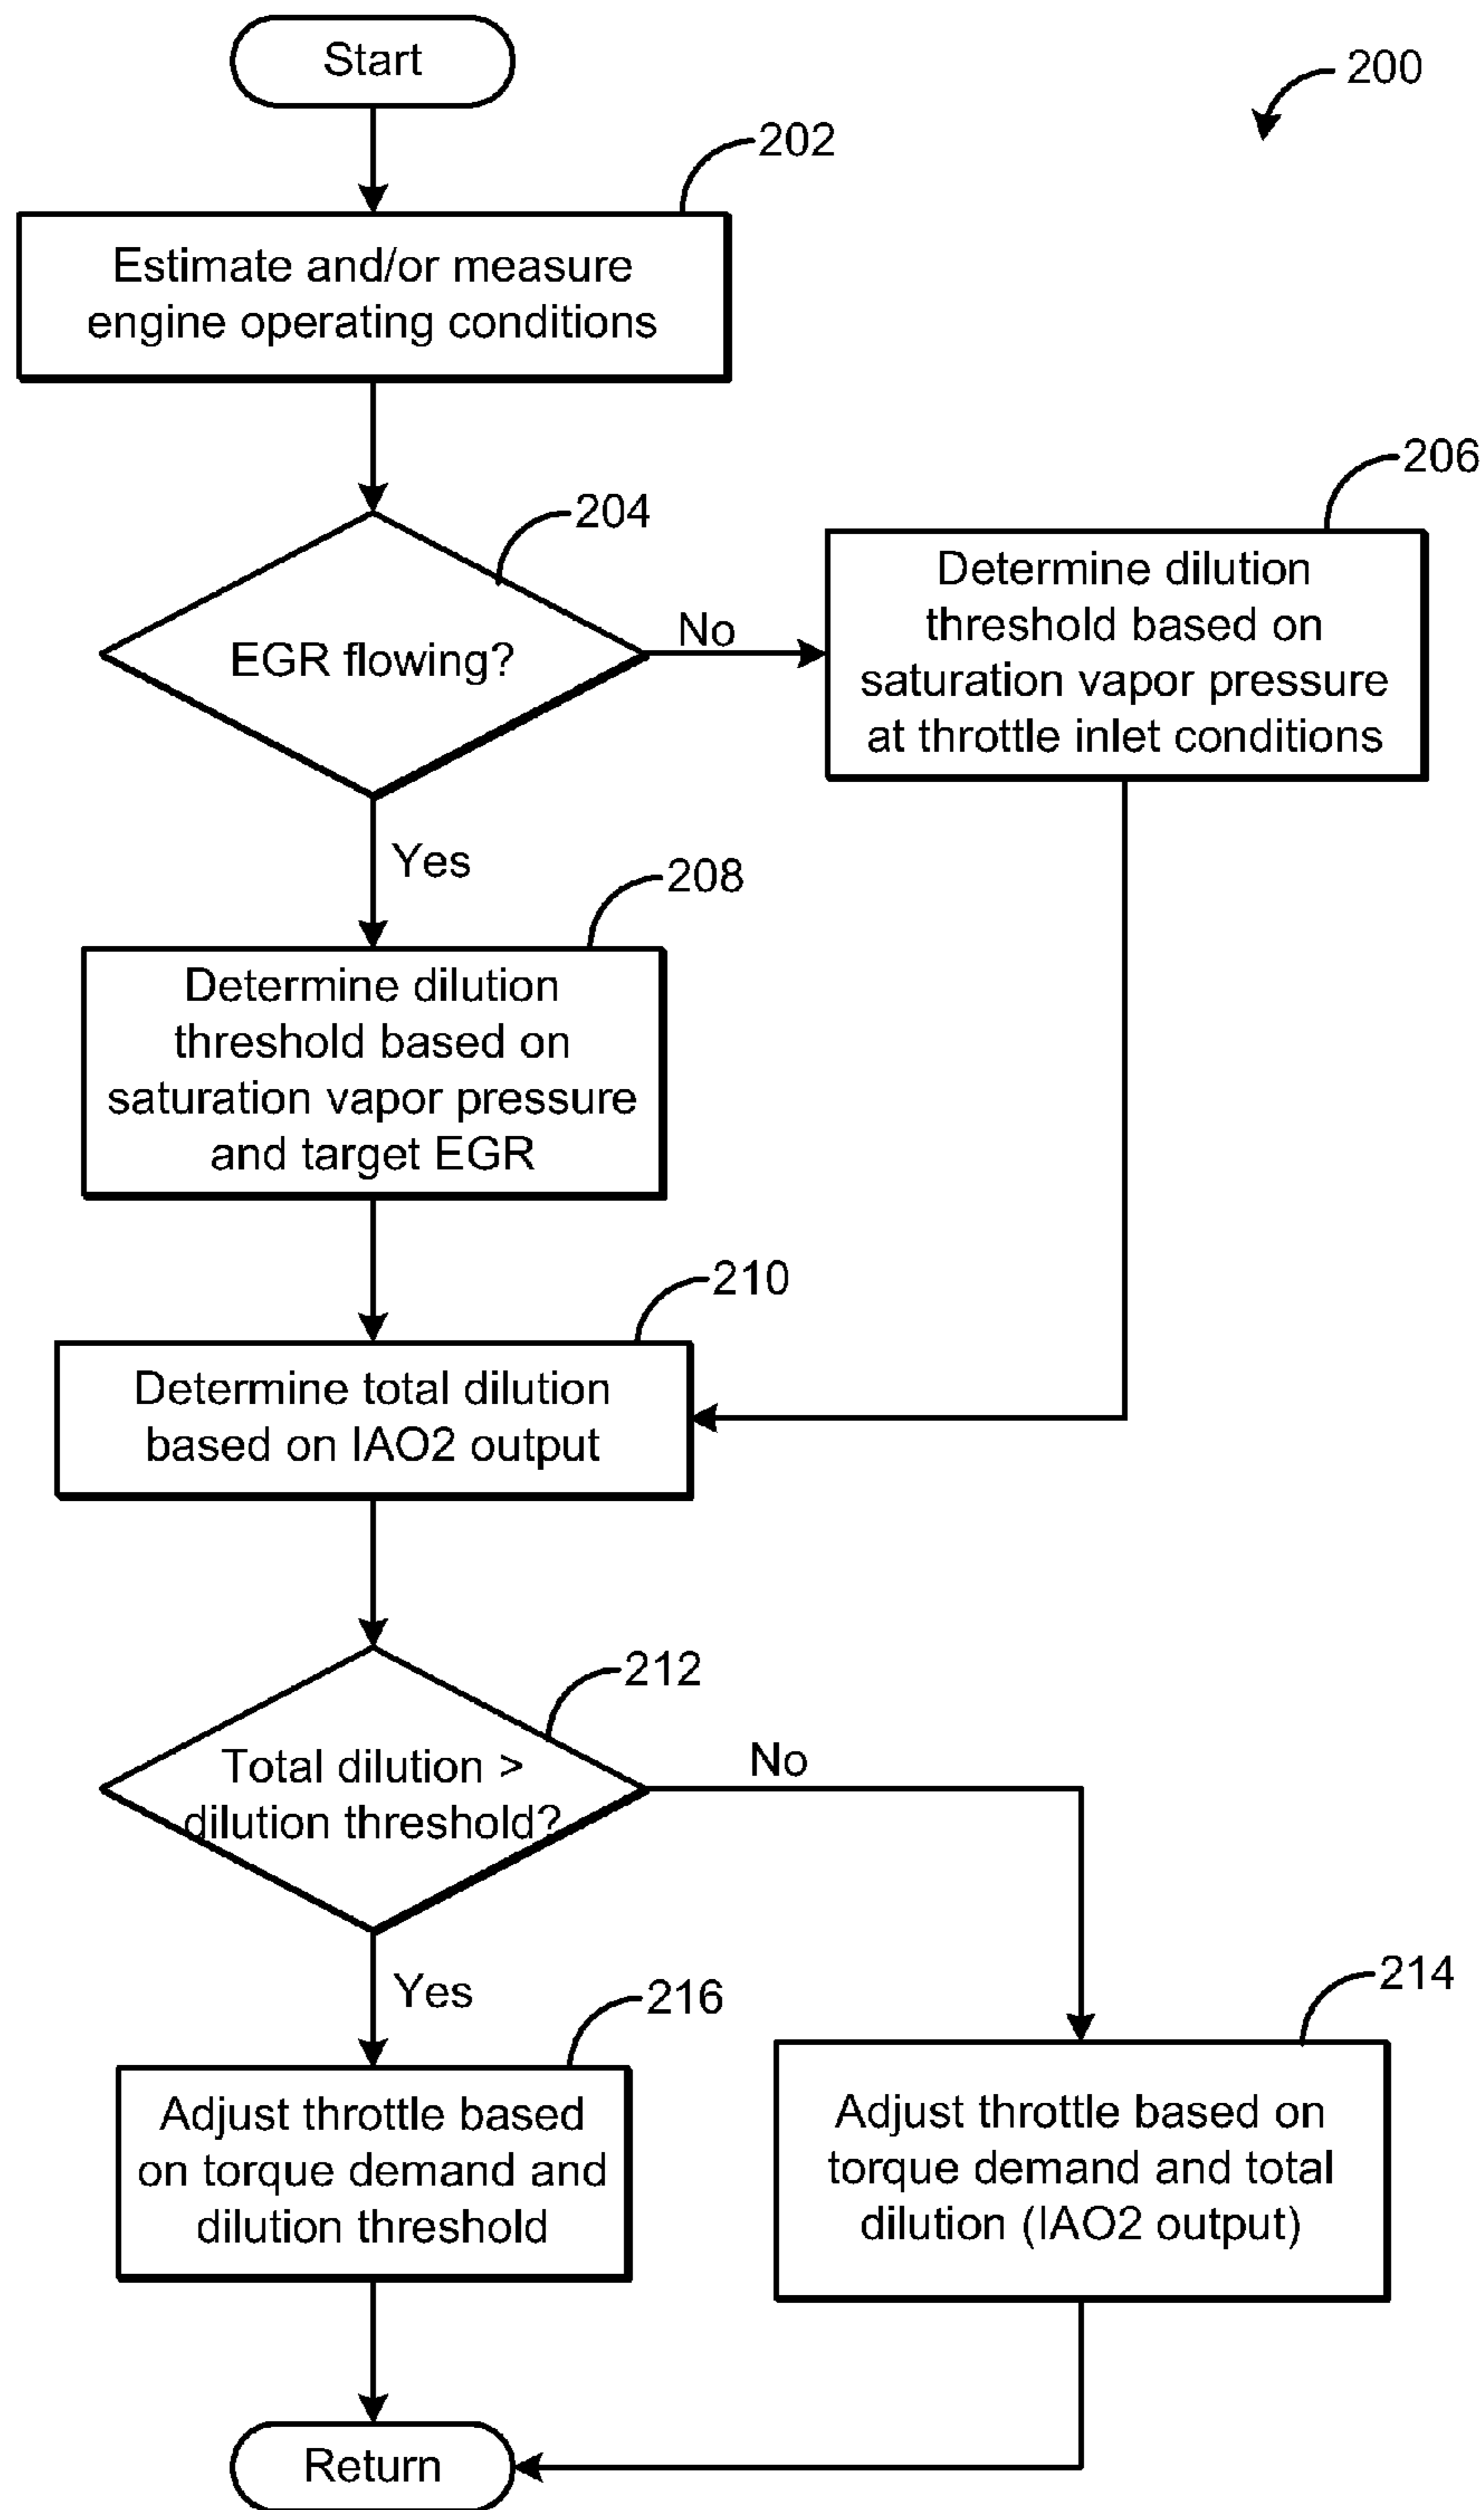 Start
200
202
Estimate and/or measure
engine operating conditions
204
EGR flowing?
No
206
Determine dilution
threshold based on
saturation vapor pressure
at throttle inlet conditions
Yes
208
Determine dilution
threshold based on
saturation vapor pressure
and target EGR
210
Determine total dilution
based on IAO2 output
212
Total dilution >
dilution threshold?
No
Yes
216
Adjust throttle based
on torque demand and
dilution threshold
214
Adjust throttle based on
torque demand and total
dilution (IAO2 output)
Return